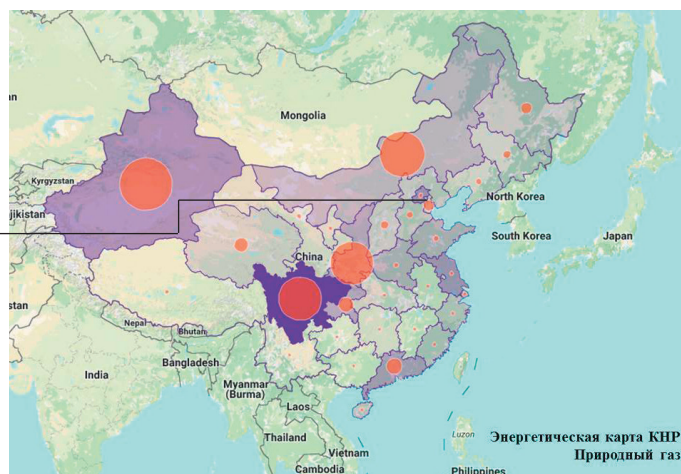 Mongolia
Kyrgyzstan
jikistan
North Korea
South Korea
Japan
China
stan
Nepal
Bhutan
Bangladesh
India
Myanmar
(Burma)
Laos
Thailand
Vietnam
Cambodia
Luzon
Philippines
Энергетическая карта КНР
Природный газ